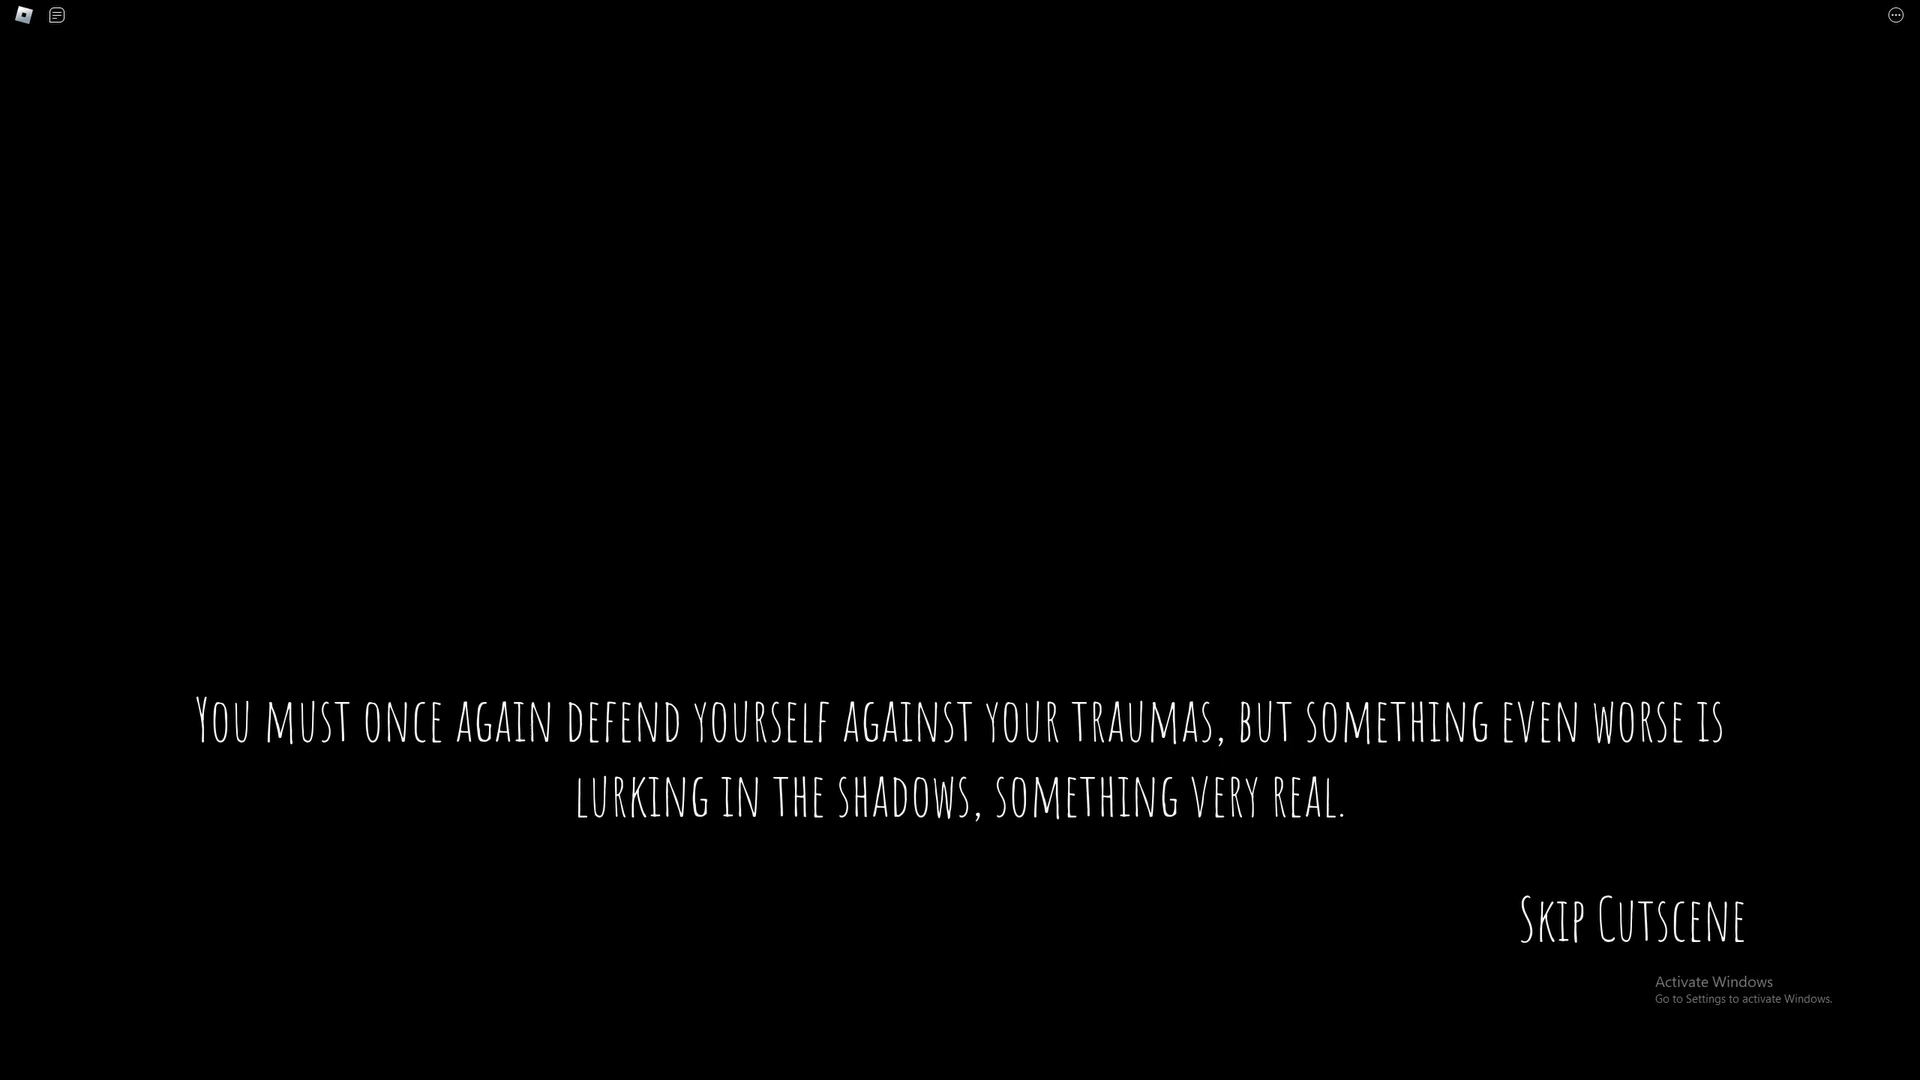 You must once again defend yourself against your traumas, but something even worse is
lurking in the shadows, something very real.
Skip Cutscene
Activate Windows
Go to Settings to activate Windows.